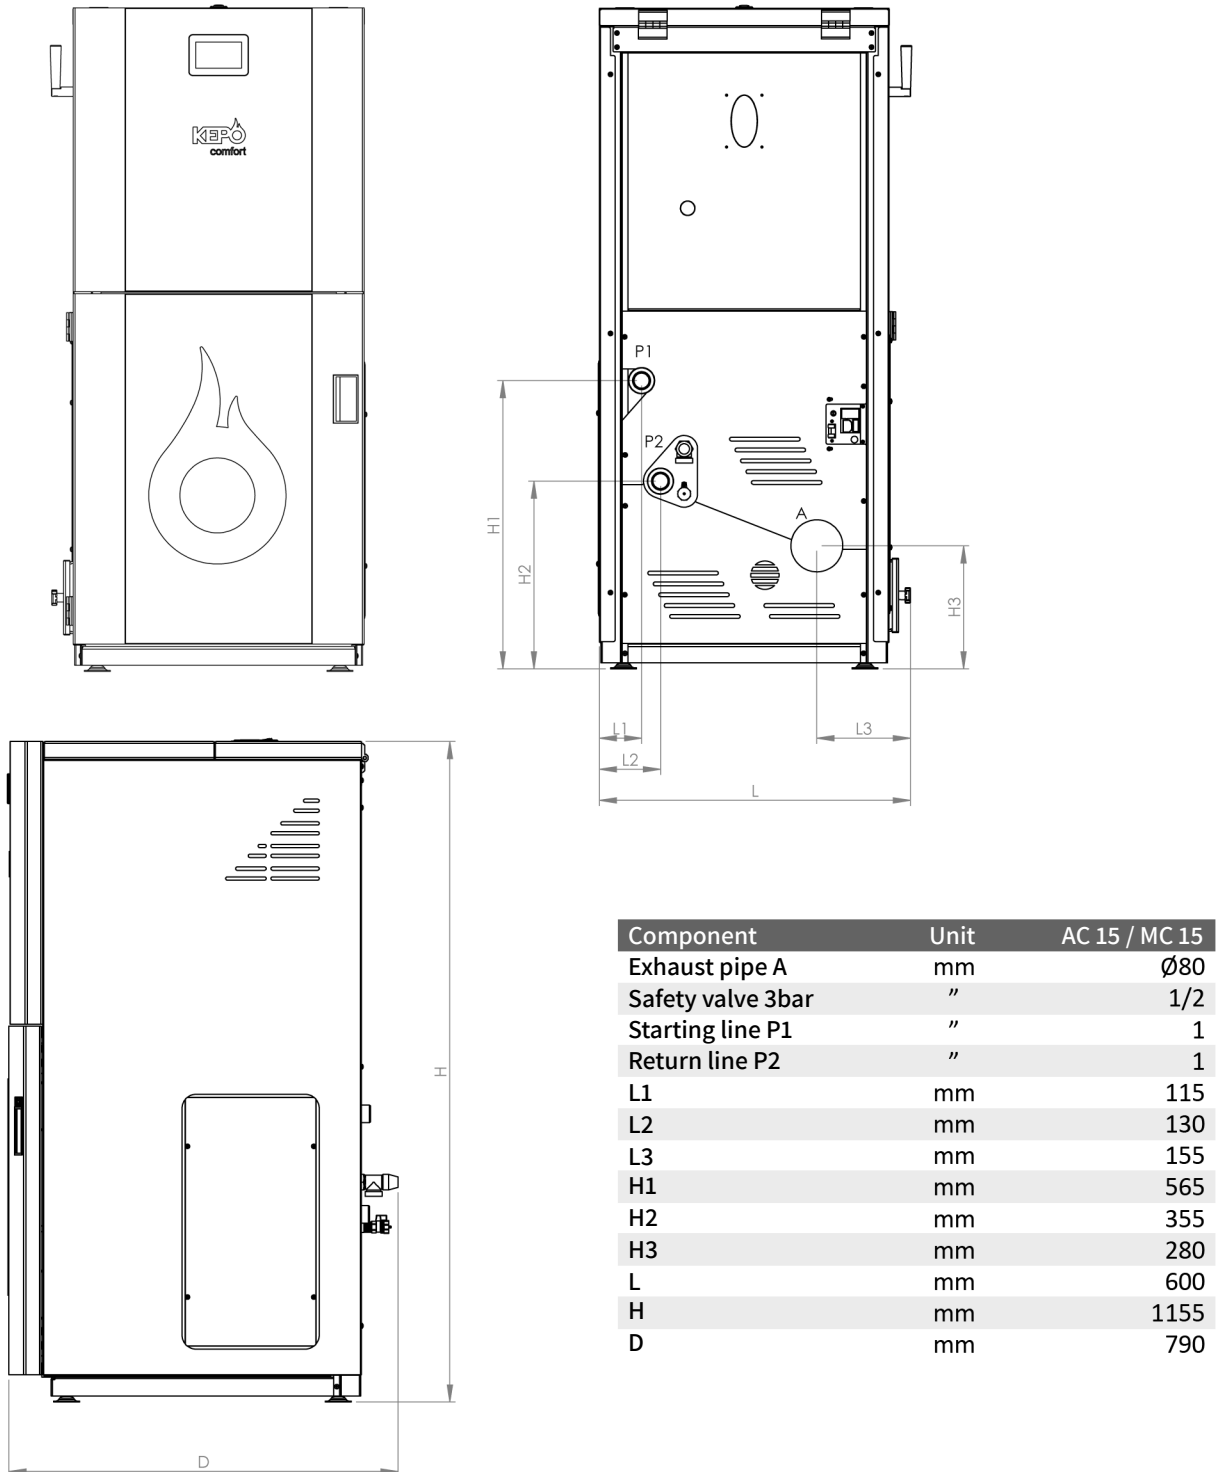 KEPO
comfort
P1
P2
A
H1
H2
H3
L1
L3
L2
L
H
D
Component Unit AC 15 / MC 15
Exhaust pipe A mm Ø80
Safety valve 3bar ” 1/2
Starting line P1 ” 1
Return line P2 ” 1
L1 mm 115
L2 mm 130
L3 mm 155
H1 mm 565
H2 mm 355
H3 mm 280
L mm 600
H mm 1155
D mm 790